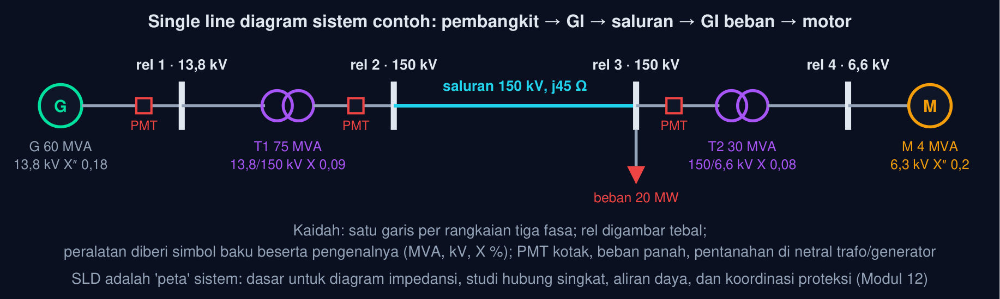 Single line diagram sistem contoh: pembangkit → GI → saluran → GI beban → motor
rel 1 · 13,8 kV
rel 2 · 150 kV
rel 3 · 150 kV
rel 4 · 6,6 kV
saluran 150 kV, j45 Ω
G
M
PMT
PMT
PMT
G 60 MVA
13,8 kV X″ 0,18
T1 75 MVA
13,8/150 kV X 0,09
T2 30 MVA
150/6,6 kV X 0,08
M 4 MVA
6,3 kV X″ 0,2
beban 20 MW
Kaidah: satu garis per rangkaian tiga fasa; rel digambar tebal;
peralatan diberi simbol baku beserta pengenalnya (MVA, kV, X %); PMT kotak, beban panah, pentanahan di netral trafo/generator
SLD adalah 'peta' sistem: dasar untuk diagram impedansi, studi hubung singkat, aliran daya, dan koordinasi proteksi (Modul 12)